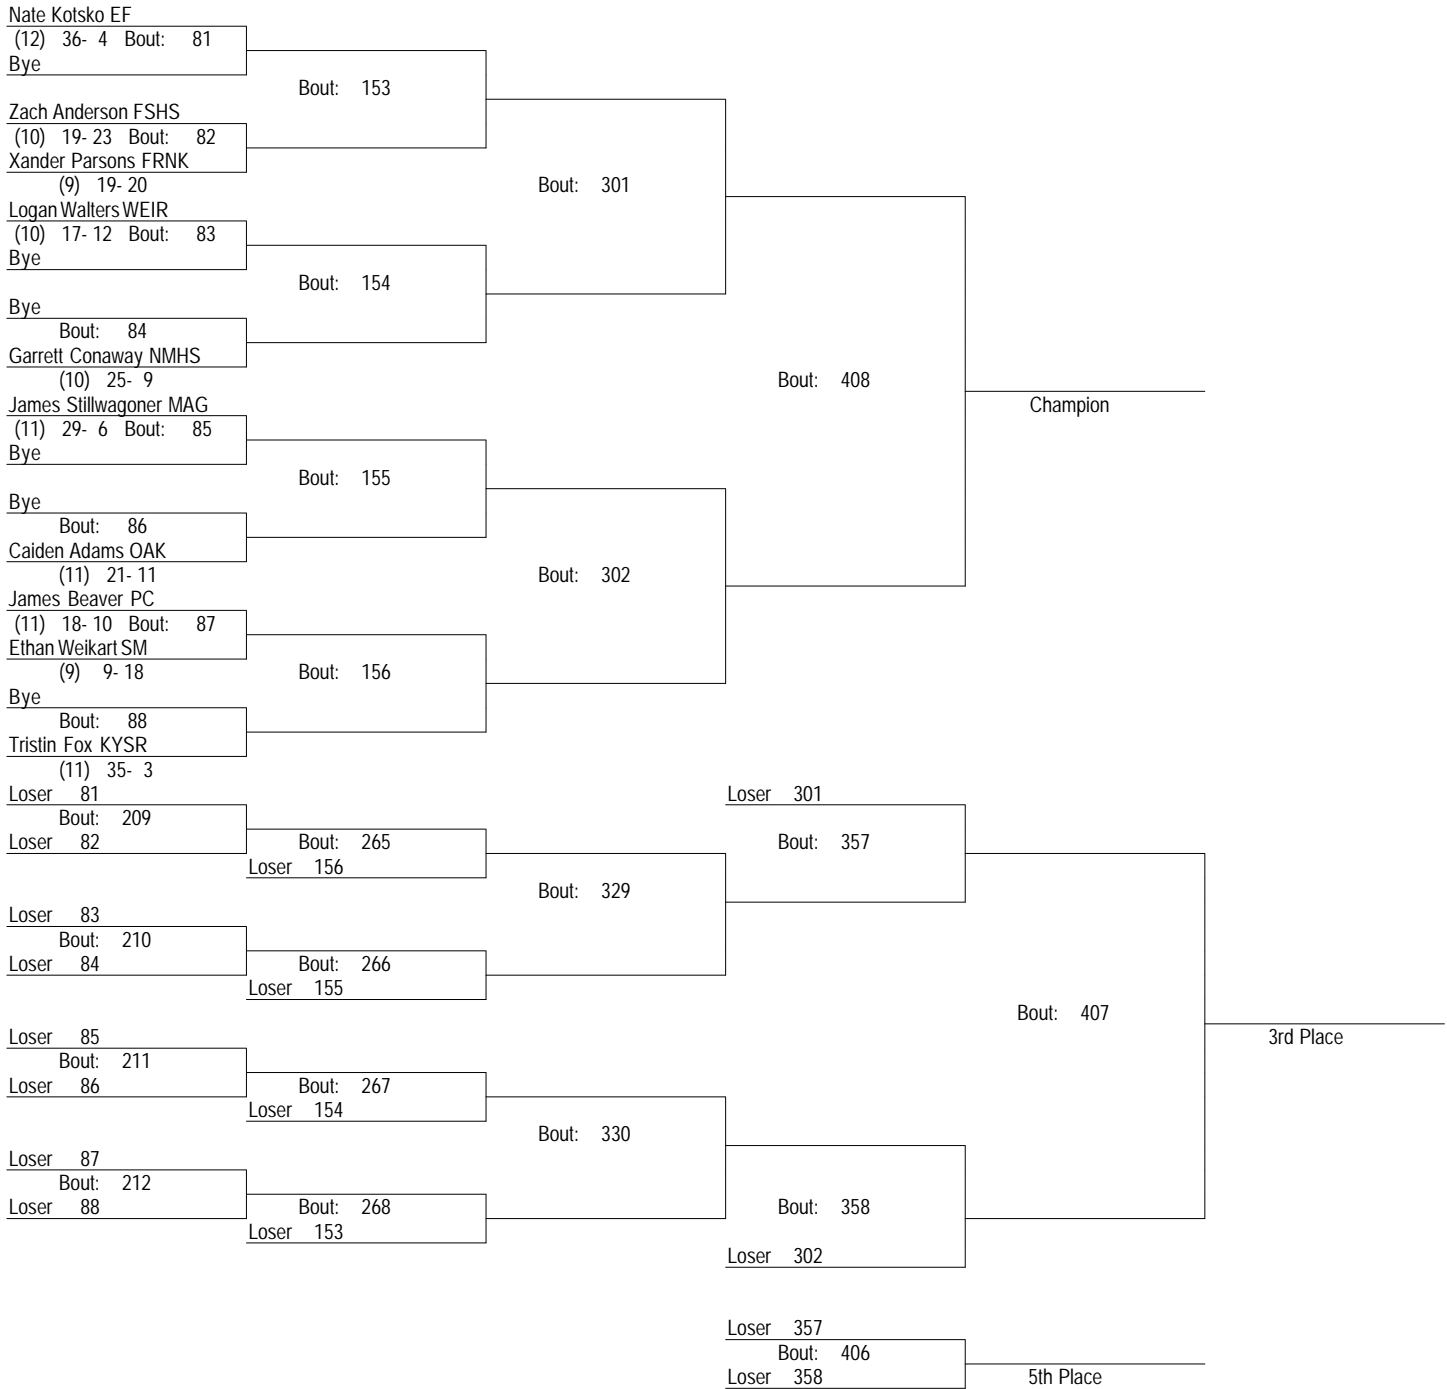 Nate Kotsko EF
(12) 36- 4 Bout: 81
Bye
Bout: 153
Zach Anderson FSHS
(10) 19- 23 Bout: 82
Xander Parsons FRNK
(9) 19- 20
Bout: 301
Logan Walters WEIR
(10) 17- 12 Bout: 83
Bye
Bout: 154
Bye
Bout: 84
Garrett Conaway NMHS
(10) 25- 9
Bout: 408
Champion
James Stillwagoner MAG
(11) 29- 6 Bout: 85
Bye
Bout: 155
Bye
Bout: 86
Caiden Adams OAK
(11) 21- 11
Bout: 302
James Beaver PC
(11) 18- 10 Bout: 87
Ethan Weikart SM
(9) 9- 18
Bout: 156
Bye
Bout: 88
Tristin Fox KYSR
(11) 35- 3
Loser 81
Bout: 209
Loser 82
Bout: 265
Loser 156
Loser 301
Bout: 357
Bout: 329
Loser 83
Bout: 210
Loser 84
Bout: 266
Loser 155
Bout: 407
3rd Place
Loser 85
Bout: 211
Loser 86
Bout: 267
Loser 154
Bout: 330
Loser 87
Bout: 212
Loser 88
Bout: 268
Loser 153
Bout: 358
Loser 302
Loser 357
Bout: 406
Loser 358
5th Place